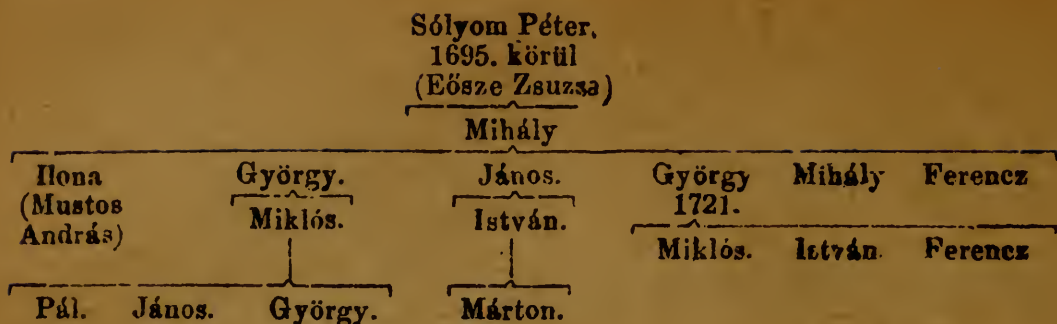 Sólyom Péter.
1695. körül
(Eősze Zsuzsa)
Mihály
Ilona György. János. György Mihály Ferencz
(Mustos 1721.
András) Miklós. István. Miklós. István Ferencz
Pál. János. György. Márton.